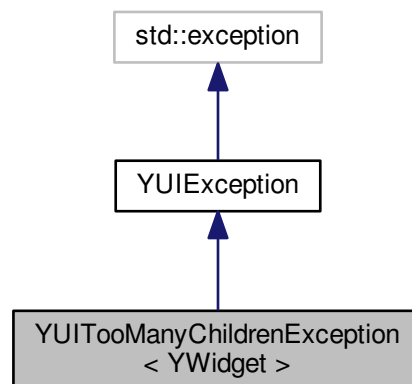 std::exception
YUIException
YUITooManyChildrenException
< YWidget >